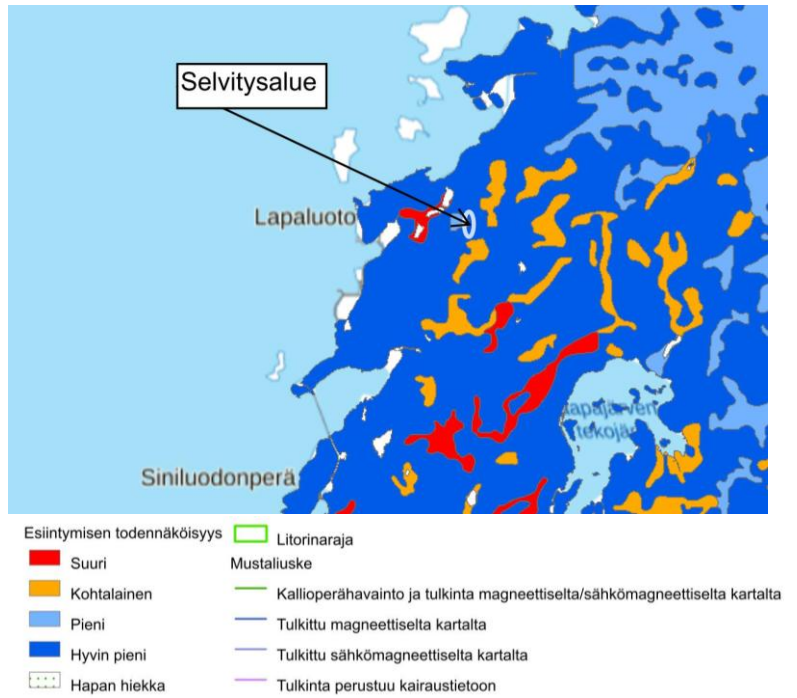 Selvitysalue
Lapaluoto
Siniluodonperä
Esiintymisen todennäköisyys
Suuri
Kohtalainen
Pieni
Hyvin pieni
Hapan hiekka
Litorinaraja
Mustaliuske
Kallioperähavainto ja tulkinta magneettiselta/sähkömagneettiselta kartalta
Tulkittu magneettiselta kartalta
Tulkittu sähkömagneettiselta kartalta
Tulkinta perustuu kairaustietoon